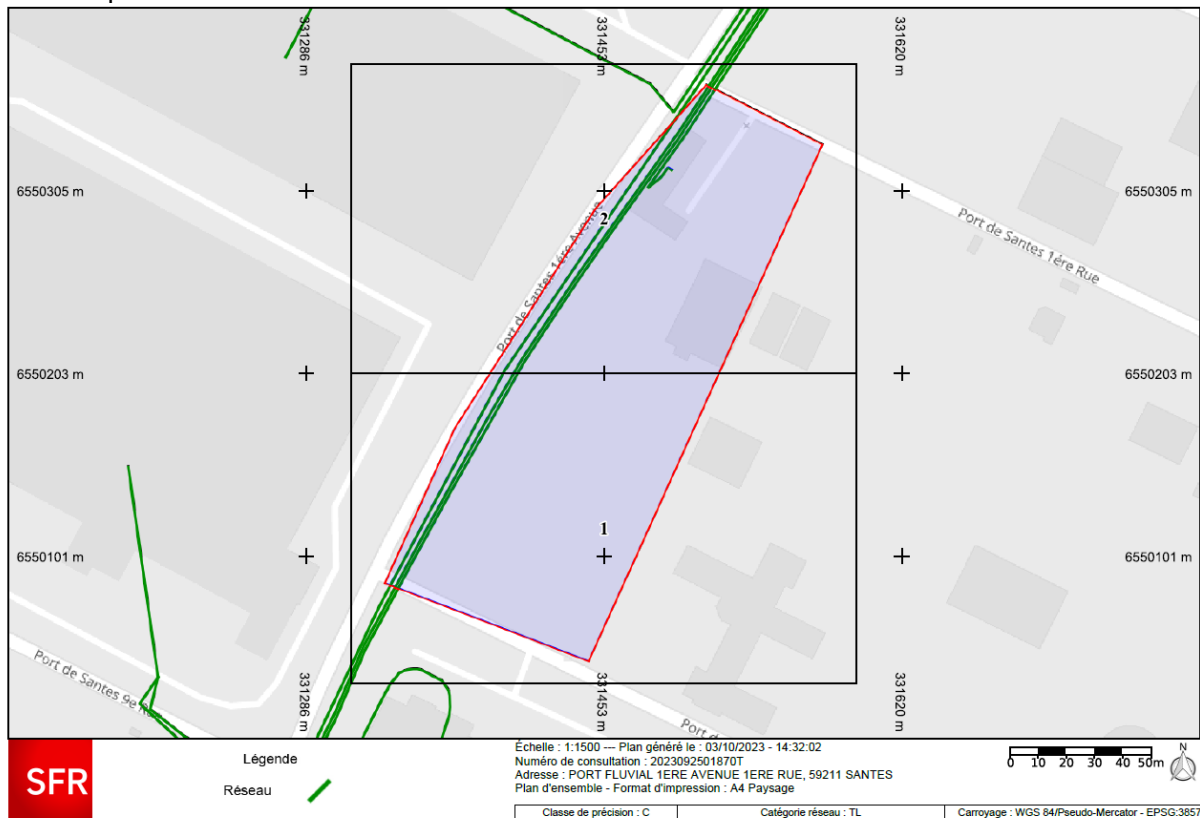 331286 m
331453 m
331620 m
6550305 m
6550305 m
2
Port de Santes 1ère Avenue
Port de Santes 1ère Rue
6550203 m
6550203 m
1
6550101 m
6550101 m
Port de Santes 9e
331286 m
331453 m
331620 m
Port de
SFR
Légende
Réseau
Échelle : 1:1500 --- Plan généré le : 03/10/2023 - 14:32:02
Numéro de consultation : 2023092501870T
Adresse : PORT FLUVIAL 1ERE AVENUE 1ERE RUE, 59211 SANTES
Plan d'ensemble - Format d'impression : A4 Paysage
0 10 20 30 40 50m
N
Classe de précision : C
Catégorie réseau : TL
Carroyage : WGS 84/Pseudo-Mercator - EPSG:3857